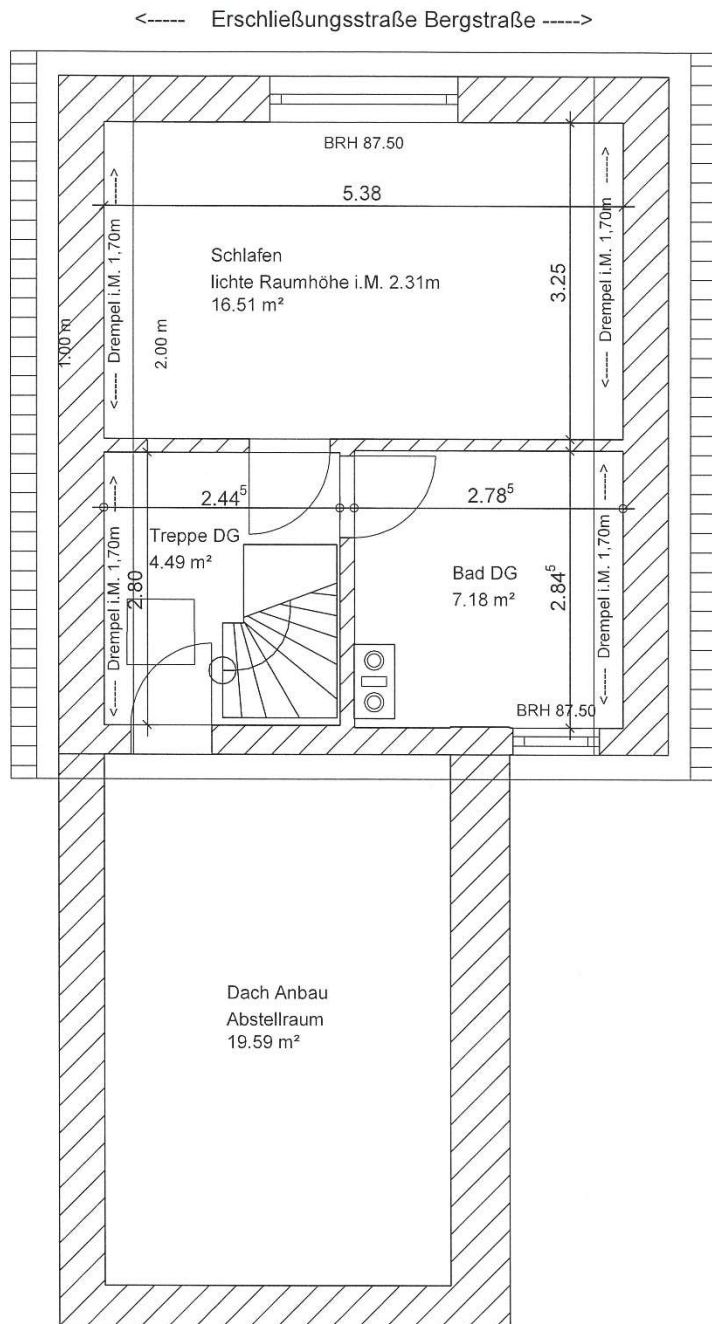 <----- Erschließungsstraße Bergstraße ----->
BRH 87.50
5.38
<----- Drempel i.M. 1,70m ----->
1.00 m
2.00 m
Schlafen
lichte Raumhöhe i.M. 2.31m
16.51 m²
3.25
<----- Drempel i.M. 1,70m ----->
2.44⁵
2.78⁵
<----- Drempel i.M. 1,70m ----->
Treppe DG
4.49 m²
2.80
Bad DG
7.18 m²
2.84⁵
<----- Drempel i.M. 1,70m ----->
BRH 87.50
Dach Anbau
Abstellraum
19.59 m²